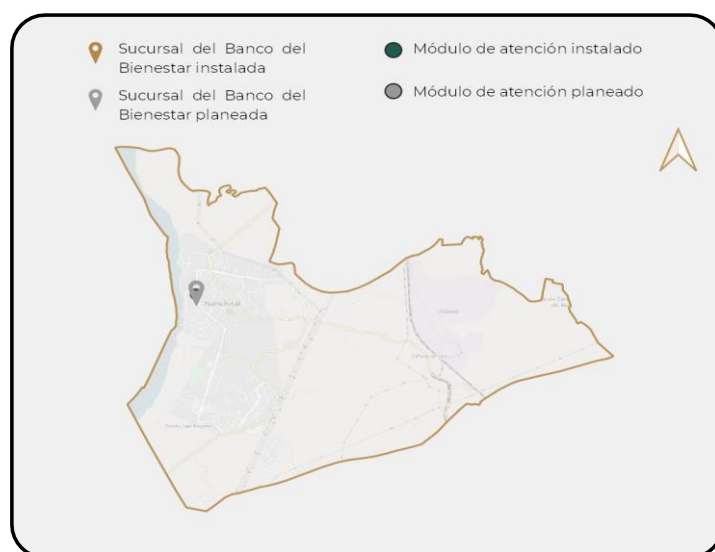 Sucursal del Banco del
Bienestar instalada
Sucursal del Banco del
Bienestar planeada
Módulo de atención instalado
Módulo de atención planeado